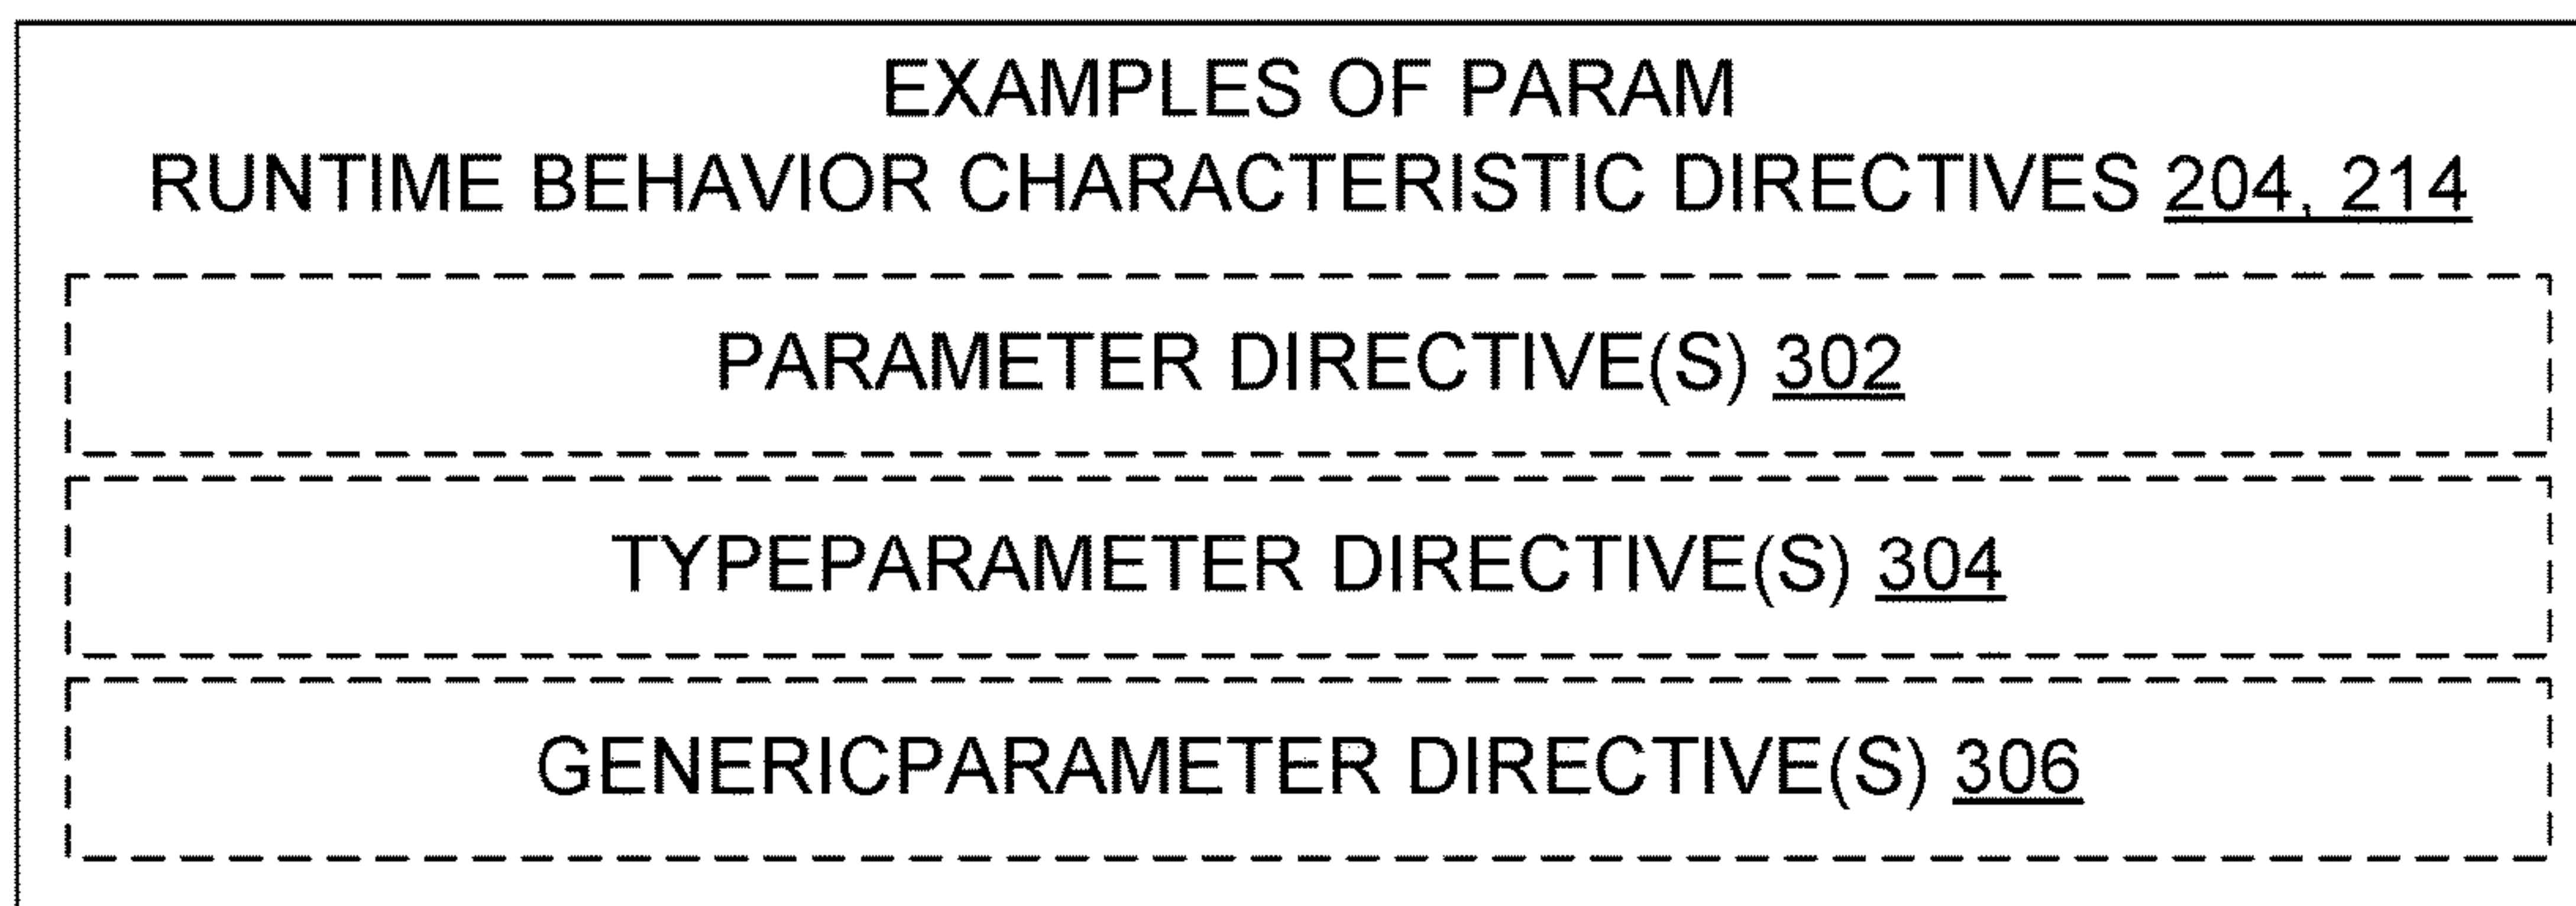 EXAMPLES OF PARAM
RUNTIME BEHAVIOR CHARACTERISTIC DIRECTIVES 204, 214
PARAMETER DIRECTIVE(S) 302
TYPEPARAMETER DIRECTIVE(S) 304
GENERICPARAMETER DIRECTIVE(S) 306